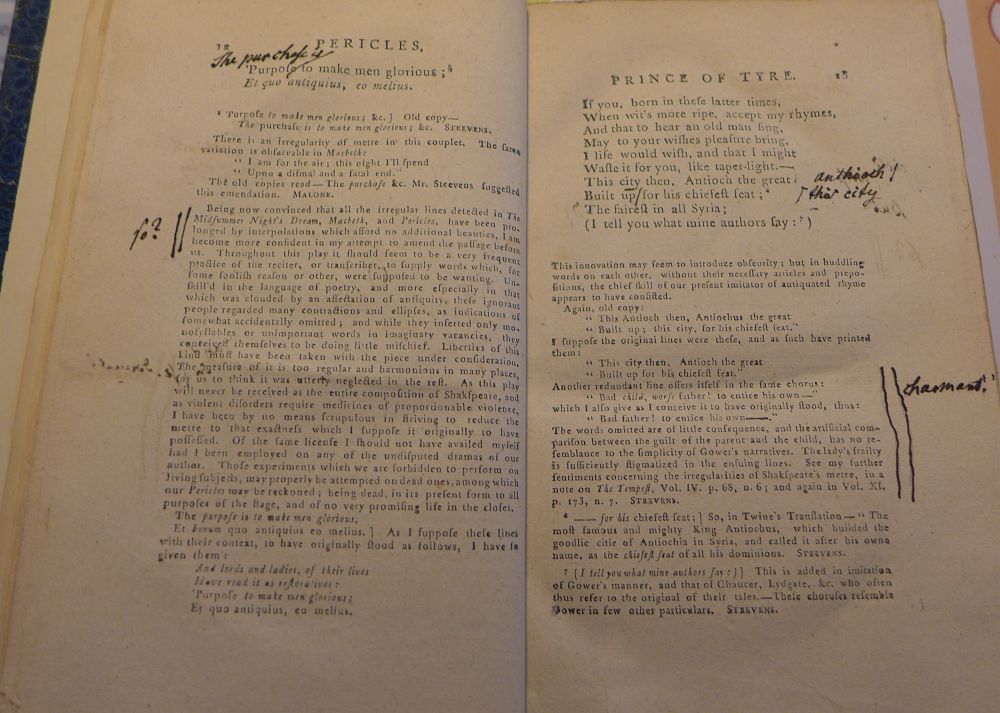 12 PERICLES,
The purchase is
'Purpose to make men glorious;⁵
Et quo antiquius, eo melius.
⁵ 'Purpose to make men glorious; &c.] Old copy—
The purchaſe is to make men glorious; &c. STEEVENS.
There is an irregularity of metre in this couplet. The ſame
variation is obſervable in Macbeth:
“ I am for the air; this night I'll ſpend
“ Upon a diſmal and a fatal end.”
The old copies read—The purchaſe &c. Mr. Steevens ſuggeſted
this emendation. MALONE.
Being now convinced that all the irregular lines detected in The
Midſummer Night's Dream, Macbeth, and Pericles, have been pro-
longed by interpolations which afford no additional beauties, I am
become more confident in my attempt to amend the paſſage before
us. Throughout this play it ſhould ſeem to be a very frequent
practice of the reciter, or tranſcriber, to ſupply words which, for
ſome fooliſh reaſon or other, were ſuppoſed to be wanting. Un-
ſkill'd in the language of poetry, and more eſpecially in that
which was clouded by an affectation of antiquity, theſe ignorant
people regarded many contractions and ellipſes, as indications of
ſomewhat accidentally omitted; and while they inſerted only mo-
noſyllables or unimportant words in imaginary vacancies, they
conceived themſelves to be doing little miſchief. Liberties of this
kind muſt have been taken with the piece under conſideration.
The meaſure of it is too regular and harmonious in many places,
for us to think it was utterly neglected in the reſt. As this play
will never be received as the entire compoſition of Shakſpeare, and
as violent diſorders require medicines of proportionable violence,
I have been by no means ſcrupulous in ſtriving to reduce the
metre to that exactneſs which I ſuppoſe it originally to have
poſſeſſed. Of the ſame licenſe I ſhould not have availed myſelf
had I been employed on any of the undiſputed dramas of our
author. Thoſe experiments which we are forbidden to perform on
living ſubjects, may properly be attempted on dead ones, among which
our Pericles may be reckoned; being dead, in its preſent form to all
purpoſes of the ſtage, and of no very promiſing life in the cloſet.
The purpoſe is to make men glorious,
Et bonum quo antiquius eo melius.] As I ſuppoſe theſe lines
with their context, to have originally ſtood as follows, I have ſo
given them:
And lords and ladies, of their lives
Have read it as reſtoratives:
'Purpoſe to make men glorious;
Et quo antiquius, eo melius.
ſo?
PRINCE OF TYRE. 13
If you, born in theſe latter times,
When wit's more ripe, accept my rhymes,
And that to hear an old man ſing,
May to your wiſhes pleaſure bring,
I life would wiſh, and that I might
Waſte it for you, like taper-light.—
This city then, Antioch the great
Built up for his chiefeſt ſeat;⁶
The faireſt in all Syria;
(I tell you what mine authors ſay:⁷)
antiioch
this city
This innovation may ſeem to introduce obſcurity; but in huddling
words on each other, without their neceſſary articles and prepo-
ſitions, the chief ſkill of our preſent imitator of antiquated rhyme
appears to have conſiſted.
Again, old copy:
“ This Antioch then, Antiochus the great
“ Built up; this city, for his chiefeſt ſeat.”
I ſuppoſe the original lines were theſe, and as ſuch have printed
them:
“ This city then, Antioch the great
“ Built up for his chiefeſt ſeat.”
Another redundant line offers itſelf in the ſame chorus:
“ Bad child, worſe father! to entice his own—”
which I alſo give as I conceive it to have originally ſtood, thus:
“ Bad father! to entice his own——.”
The words omitted are of little conſequence, and the artificial com-
pariſon between the guilt of the parent and the child, has no re-
ſemblance to the ſimplicity of Gower's narratives. The lady's frailty
is ſufficiently ſtigmatized in the enſuing lines. See my further
ſentiments concerning the irregularities of Shakſpeare's metre, in a
note on The Tempeſt, Vol. IV. p. 68, n. 6; and again in Vol. XI.
p. 173, n. 7. STEEVENS.
⁶ —— for his chiefeſt ſeat;] So, in Twine's Tranſlation—“ The
moſt famous and mighty King Antiochus, which builded the
goodlie citie of Antiochia in Syria, and called it after his owne
name, as the chiefeſt ſeat of all his dominions. STEEVENS.
⁷ (I tell you what mine authors ſay:)] This is added in imitation
of Gower's manner, and that of Chaucer, Lydgate, &c. who often
thus refer to the original of their tales.—Theſe choruſes reſemble
Gower in few other particulars. STEEVENS.
charmant!